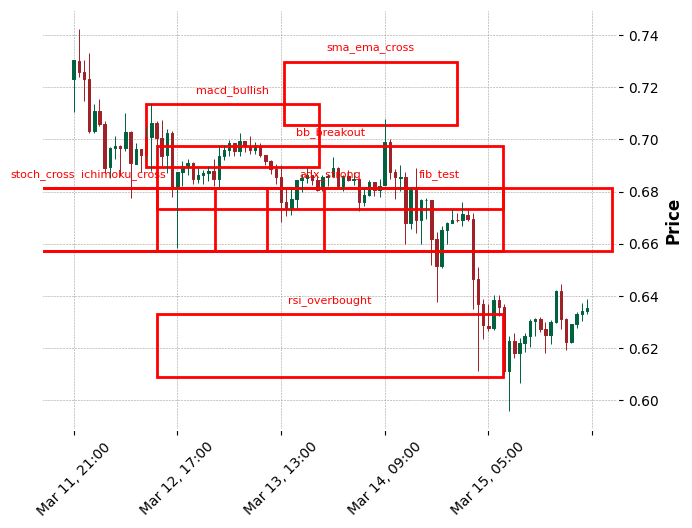 sma_ema_cross
macd_bullish
bb_breakout
stoch_cross ichimoku_cross adx_strong fib_test
rsi_overbought
0.74
0.72
0.70
0.68
0.66
0.64
0.62
0.60
Price
Mar 11, 21:00
Mar 12, 17:00
Mar 13, 13:00
Mar 14, 09:00
Mar 15, 05:00